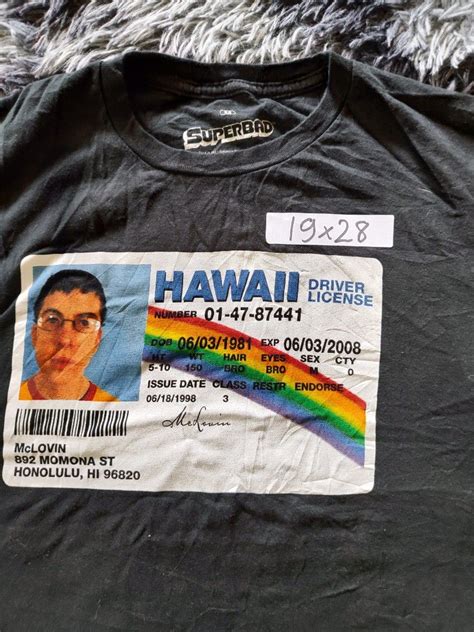 SUPERBAD
19x28
HAWAII DRIVER LICENSE
NUMBER 01-47-87441
DOB 06/03/1981 EXP 06/03/2008
HT WT HAIR EYES SEX CTY
5-10 150 BRO BRO M 0
ISSUE DATE CLASS RESTR ENDORSE
06/18/1998 3
McLovin
McLOVIN
892 MOMONA ST
HONOLULU, HI 96820